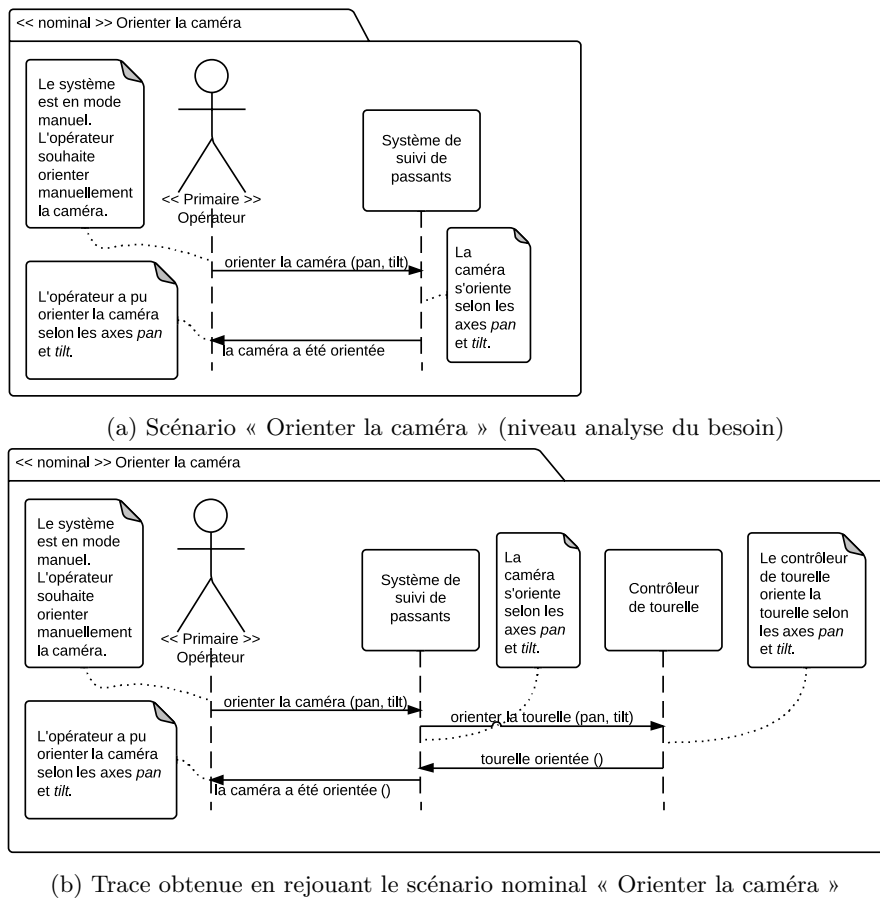 << nominal >> Orienter la caméra
Le système
est en mode
manuel.
L'opérateur
souhaite
orienter
manuellement
la caméra.
<< Primaire >>
Opérateur
Système de
suivi de
passants
orienter la caméra (pan, tilt)
La
caméra
s'oriente
selon les
axes pan
et tilt.
L'opérateur a pu
orienter la caméra
selon les axes pan
et tilt.
la caméra a été orientée
(a) Scénario « Orienter la caméra » (niveau analyse du besoin)
<< nominal >> Orienter la caméra
Le système
est en mode
manuel.
L'opérateur
souhaite
orienter
manuellement
la caméra.
<< Primaire >>
Opérateur
Système de
suivi de
passants
La
caméra
s'oriente
selon les
axes pan
et tilt.
Contrôleur
de tourelle
Le contrôleur
de tourelle
oriente la
tourelle selon
les axes pan
et tilt.
orienter la caméra (pan, tilt)
orienter la tourelle (pan, tilt)
L'opérateur a pu
orienter la caméra
selon les axes pan
et tilt.
tourelle orientée ()
la caméra a été orientée ()
(b) Trace obtenue en rejouant le scénario nominal « Orienter la caméra »